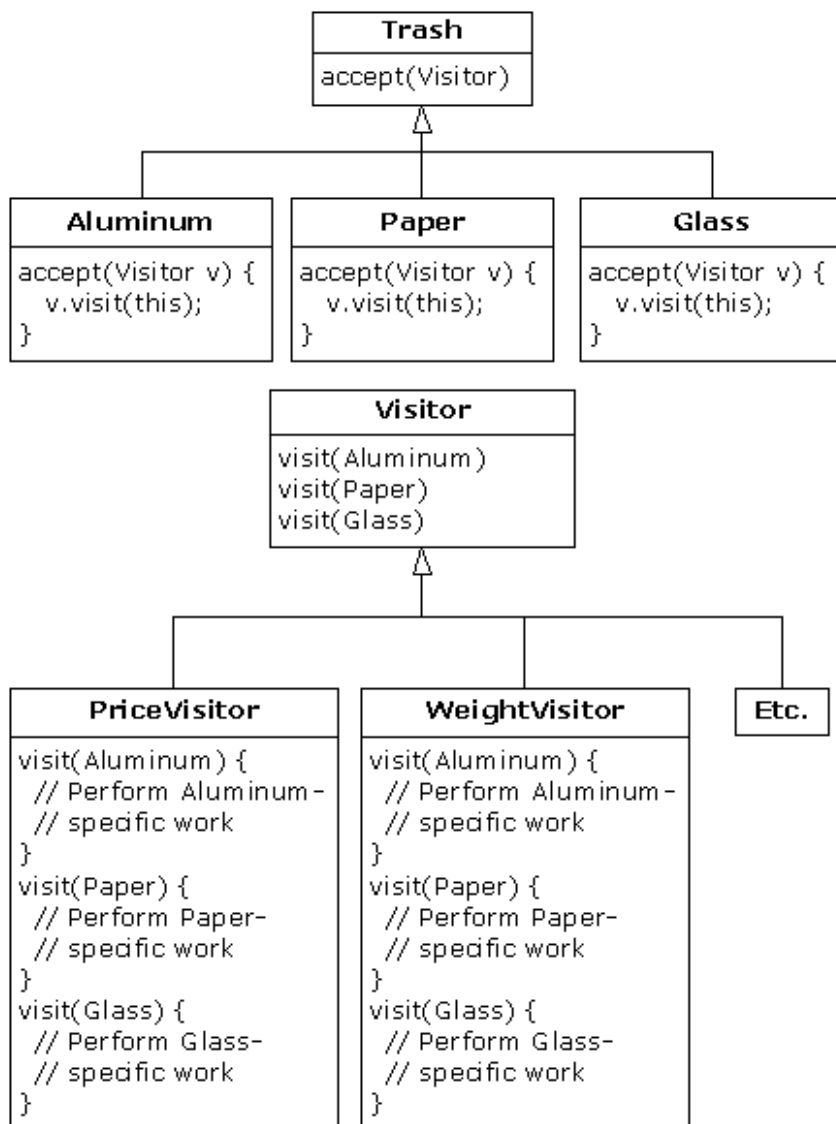 Trash
accept(Visitor)
Aluminum
accept(Visitor v) {
v.visit(this);
}
Paper
accept(Visitor v) {
v.visit(this);
}
Glass
accept(Visitor v) {
v.visit(this);
}
Visitor
visit(Aluminum)
visit(Paper)
visit(Glass)
PriceVisitor
visit(Aluminum) {
// Perform Aluminum-
// specific work
}
visit(Paper) {
// Perform Paper-
// specific work
}
visit(Glass) {
// Perform Glass-
// specific work
}
WeightVisitor
visit(Aluminum) {
// Perform Aluminum-
// specific work
}
visit(Paper) {
// Perform Paper-
// specific work
}
visit(Glass) {
// Perform Glass-
// specific work
}
Etc.